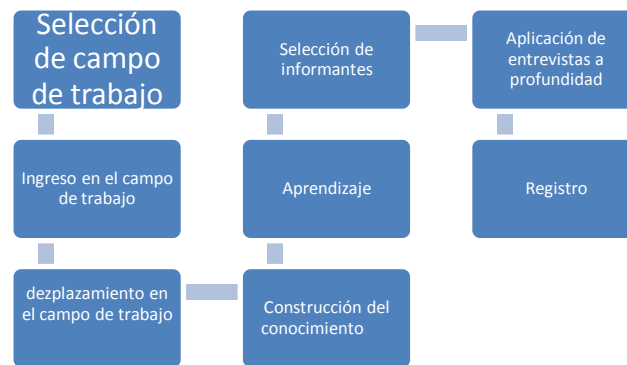 Selección
de campo
de trabajo
Ingreso en el campo
de trabajo
dezplazamiento en
el campo de trabajo
Construcción del
conocimiento
Aprendizaje
Selección de
informantes
Aplicación de
entrevistas a
profundidad
Registro